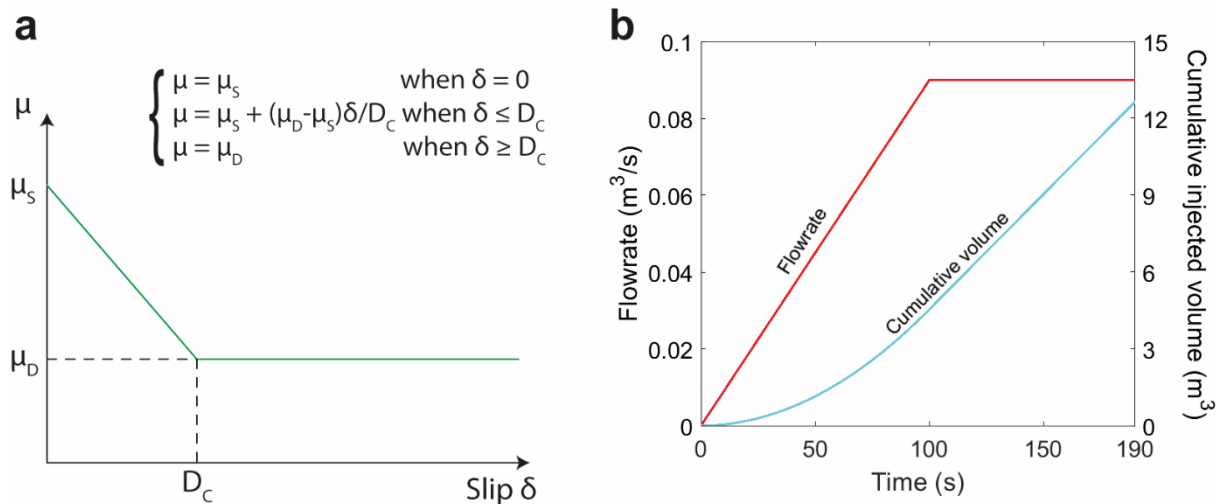 a
μ = μS when δ = 0
μ = μS + (μD-μS)δ/DC when δ ≤ DC
μ = μD when δ ≥ DC
μ
μS
μD
DC
Slip δ
b
0.1
0.08
0.06
0.04
0.02
0
Flowrate (m³/s)
Flowrate
Cumulative volume
15
12
9
6
3
0
Cumulative injected volume (m³)
0
50
100
150
190
Time (s)